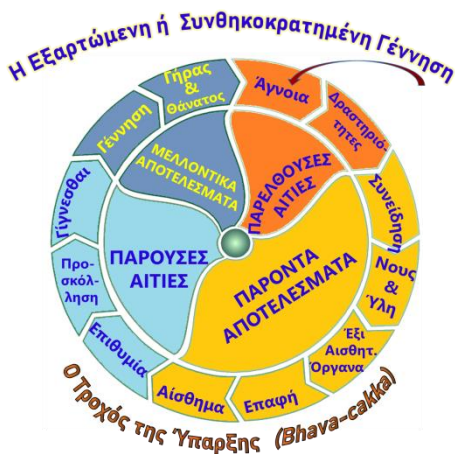 Η Εξαρτώμενη ή Συνθηκοκρατημένη Γέννηση
Άγνοια
Δραστηριό-
τητες
Συνείδηση
Νους
& Ύλη
Έξι
Αισθητ.
Όργανα
Επαφή
Αίσθημα
Επιθυμία
Προ-
σκόλ-
ληση
Γίγνεσθαι
Γέννηση
Γήρας
&
Θάνατος
ΠΑΡΕΛΘΟΥΣΕΣ
ΑΙΤΙΕΣ
ΠΑΡΟΝΤΑ
ΑΠΟΤΕΛΕΣΜΑΤΑ
ΠΑΡΟΥΣΕΣ
ΑΙΤΙΕΣ
ΜΕΛΛΟΝΤΙΚΑ
ΑΠΟΤΕΛΕΣΜΑΤΑ
Ο Τροχός της Ύπαρξης (Bhava-cakka)